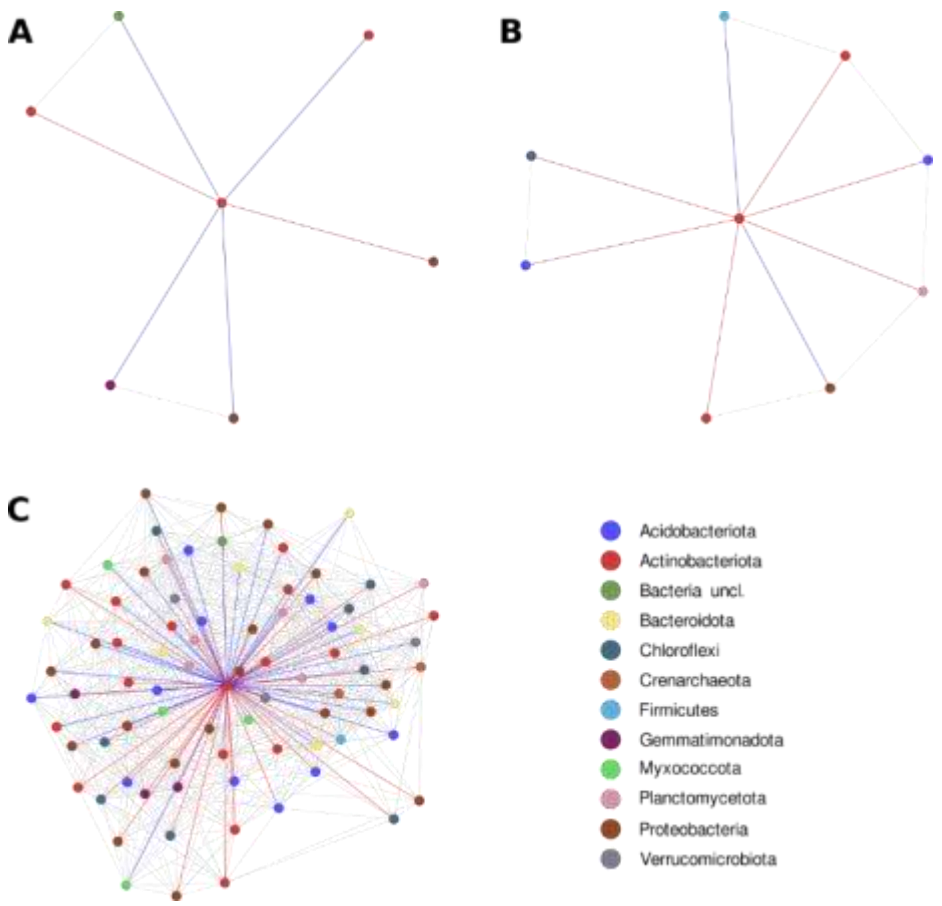 A
B
C
Acidobacteriota
Actinobacteriota
Bacteria uncl.
Bacteroidota
Chloroflexi
Crenarchaeota
Firmicutes
Gemmatimonadota
Myxococcota
Planctomycetota
Proteobacteria
Verrucomicrobiota